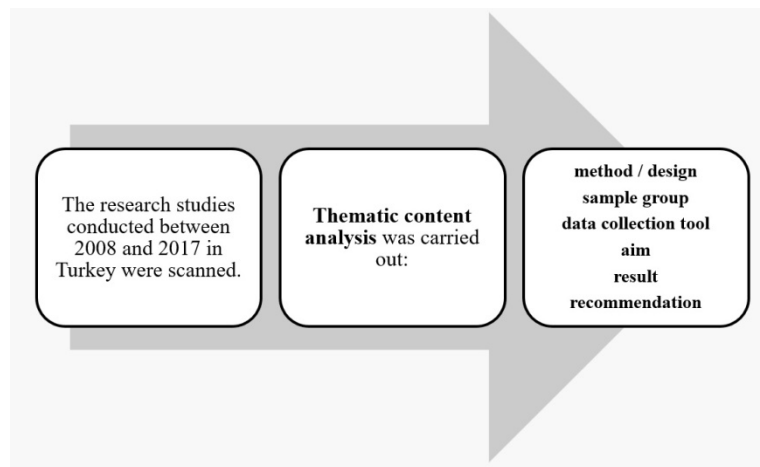 The research studies
conducted between
2008 and 2017 in
Turkey were scanned.
Thematic content
analysis was carried
out:
method / design
sample group
data collection tool
aim
result
recommendation